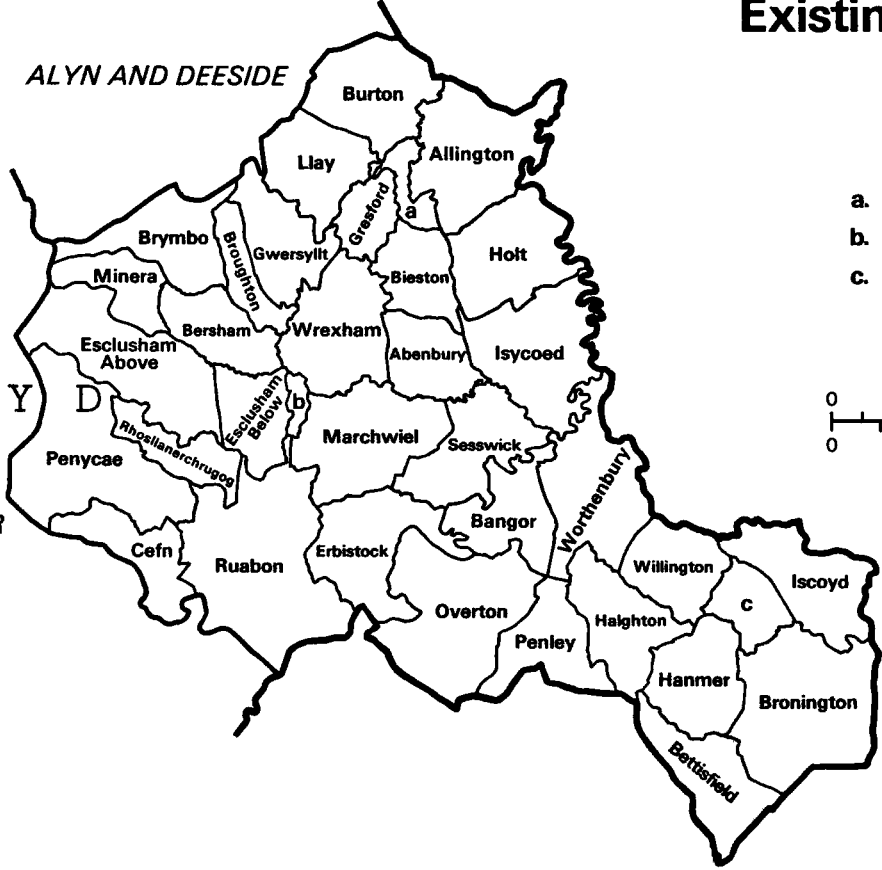 Existin
ALYN AND DEESIDE
Burton
Llay
Allington
a.
Gresford
a
b.
Brymbo
Broughton
Gwersyllt
Holt
Minera
Bieston
c.
Bersham
Wrexham
Esclusham
Above
Abenbury
Isycoed
Y D
Esclusham
Below
b
0
Rhosllanerchrugog
Marchwiel
Sesswick
0
Penycae
Worthenbury
Bangor
R
Cefn
Ruabon
Erbistock
Willington
Iscoyd
c
Overton
Halghton
Penley
Hanmer
Bronington
Bettisfield